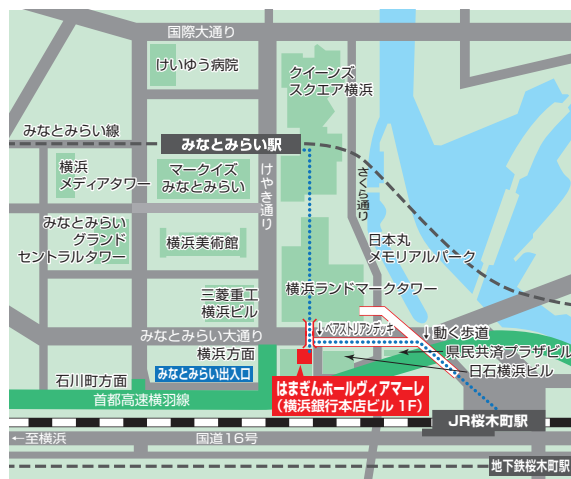 国際大通り
けいゆう病院
クイーンズ
スクエア横浜
みなとみらい線
みなとみらい駅
横浜
メディアタワー
マークイズ
みなとみらい
けやき通り
さくら通り
みなとみらい
グランド
セントラルタワー
横浜美術館
日本丸
メモリアルパーク
三菱重工
横浜ビル
横浜ランドマークタワー
みなとみらい大通り
↓ペデストリアンデッキ
↓動く歩道
横浜方面
県民共済プラザビル
日石横浜ビル
石川町方面
みなとみらい出入口
はまぎんホールヴィアマーレ
（横浜銀行本店ビル 1F）
首都高速横羽線
JR桜木町駅
←至横浜
国道16号
地下鉄桜木町駅